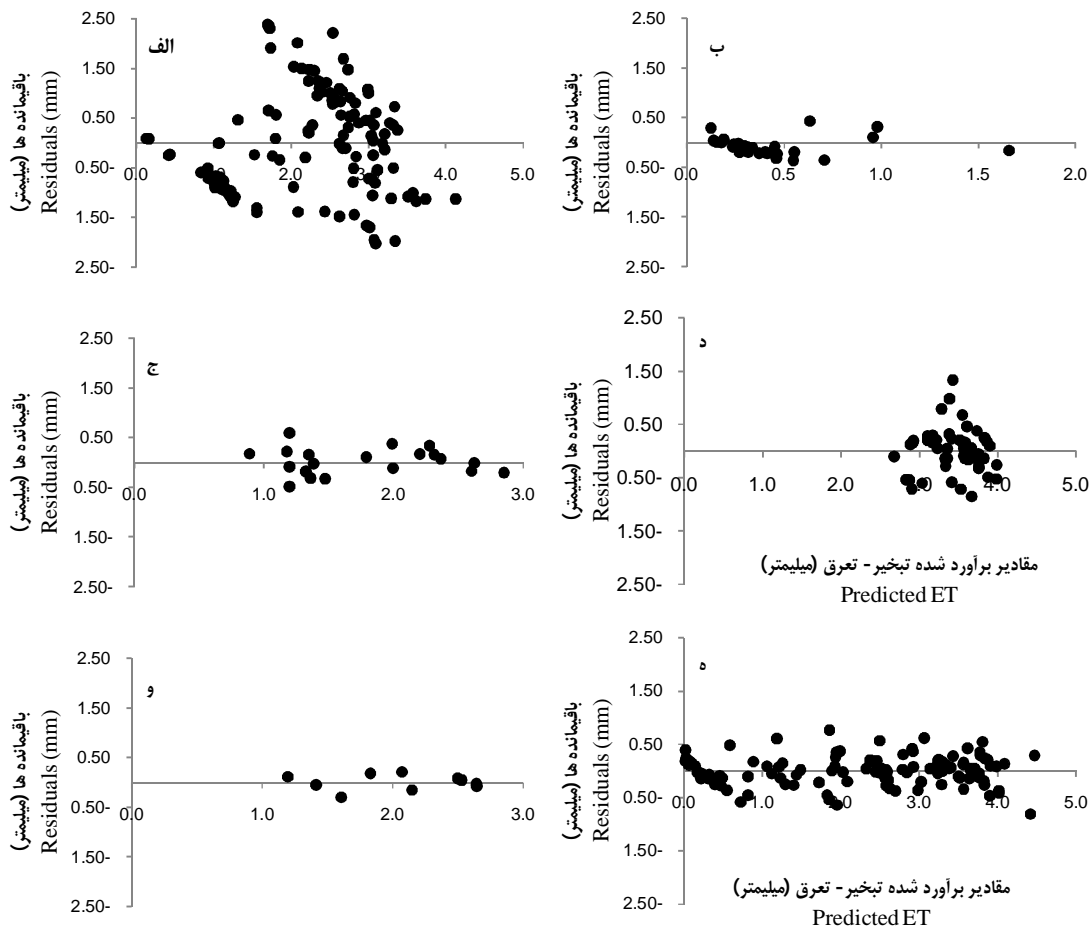 الف
2.50
1.50
0.50
0.50-
1.50-
2.50-
0.0 1.0 2.0 3.0 4.0 5.0
باقیمانده ها (میلیمتر)
Residuals (mm)
ب
2.50
1.50
0.50
0.50-
1.50-
2.50-
0.0 0.5 1.0 1.5 2.0
باقیمانده ها (میلیمتر)
Residuals (mm)
ج
2.50
1.50
0.50
0.50-
1.50-
2.50-
0.0 1.0 2.0 3.0
باقیمانده ها (میلیمتر)
Residuals (mm)
د
2.50
1.50
0.50
0.50-
1.50-
2.50-
0.0 1.0 2.0 3.0 4.0 5.0
باقیمانده ها (میلیمتر)
Residuals (mm)
مقادیر برآورد شده تبخیر- تعرق (میلیمتر)
Predicted ET
و
2.50
1.50
0.50
0.50-
1.50-
2.50-
0.0 1.0 2.0 3.0
باقیمانده ها (میلیمتر)
Residuals (mm)
ه
2.50
1.50
0.50
0.50-
1.50-
2.50-
0.0 1.0 2.0 3.0 4.0 5.0
باقیمانده ها (میلیمتر)
Residuals (mm)
مقادیر برآورد شده تبخیر- تعرق (میلیمتر)
Predicted ET